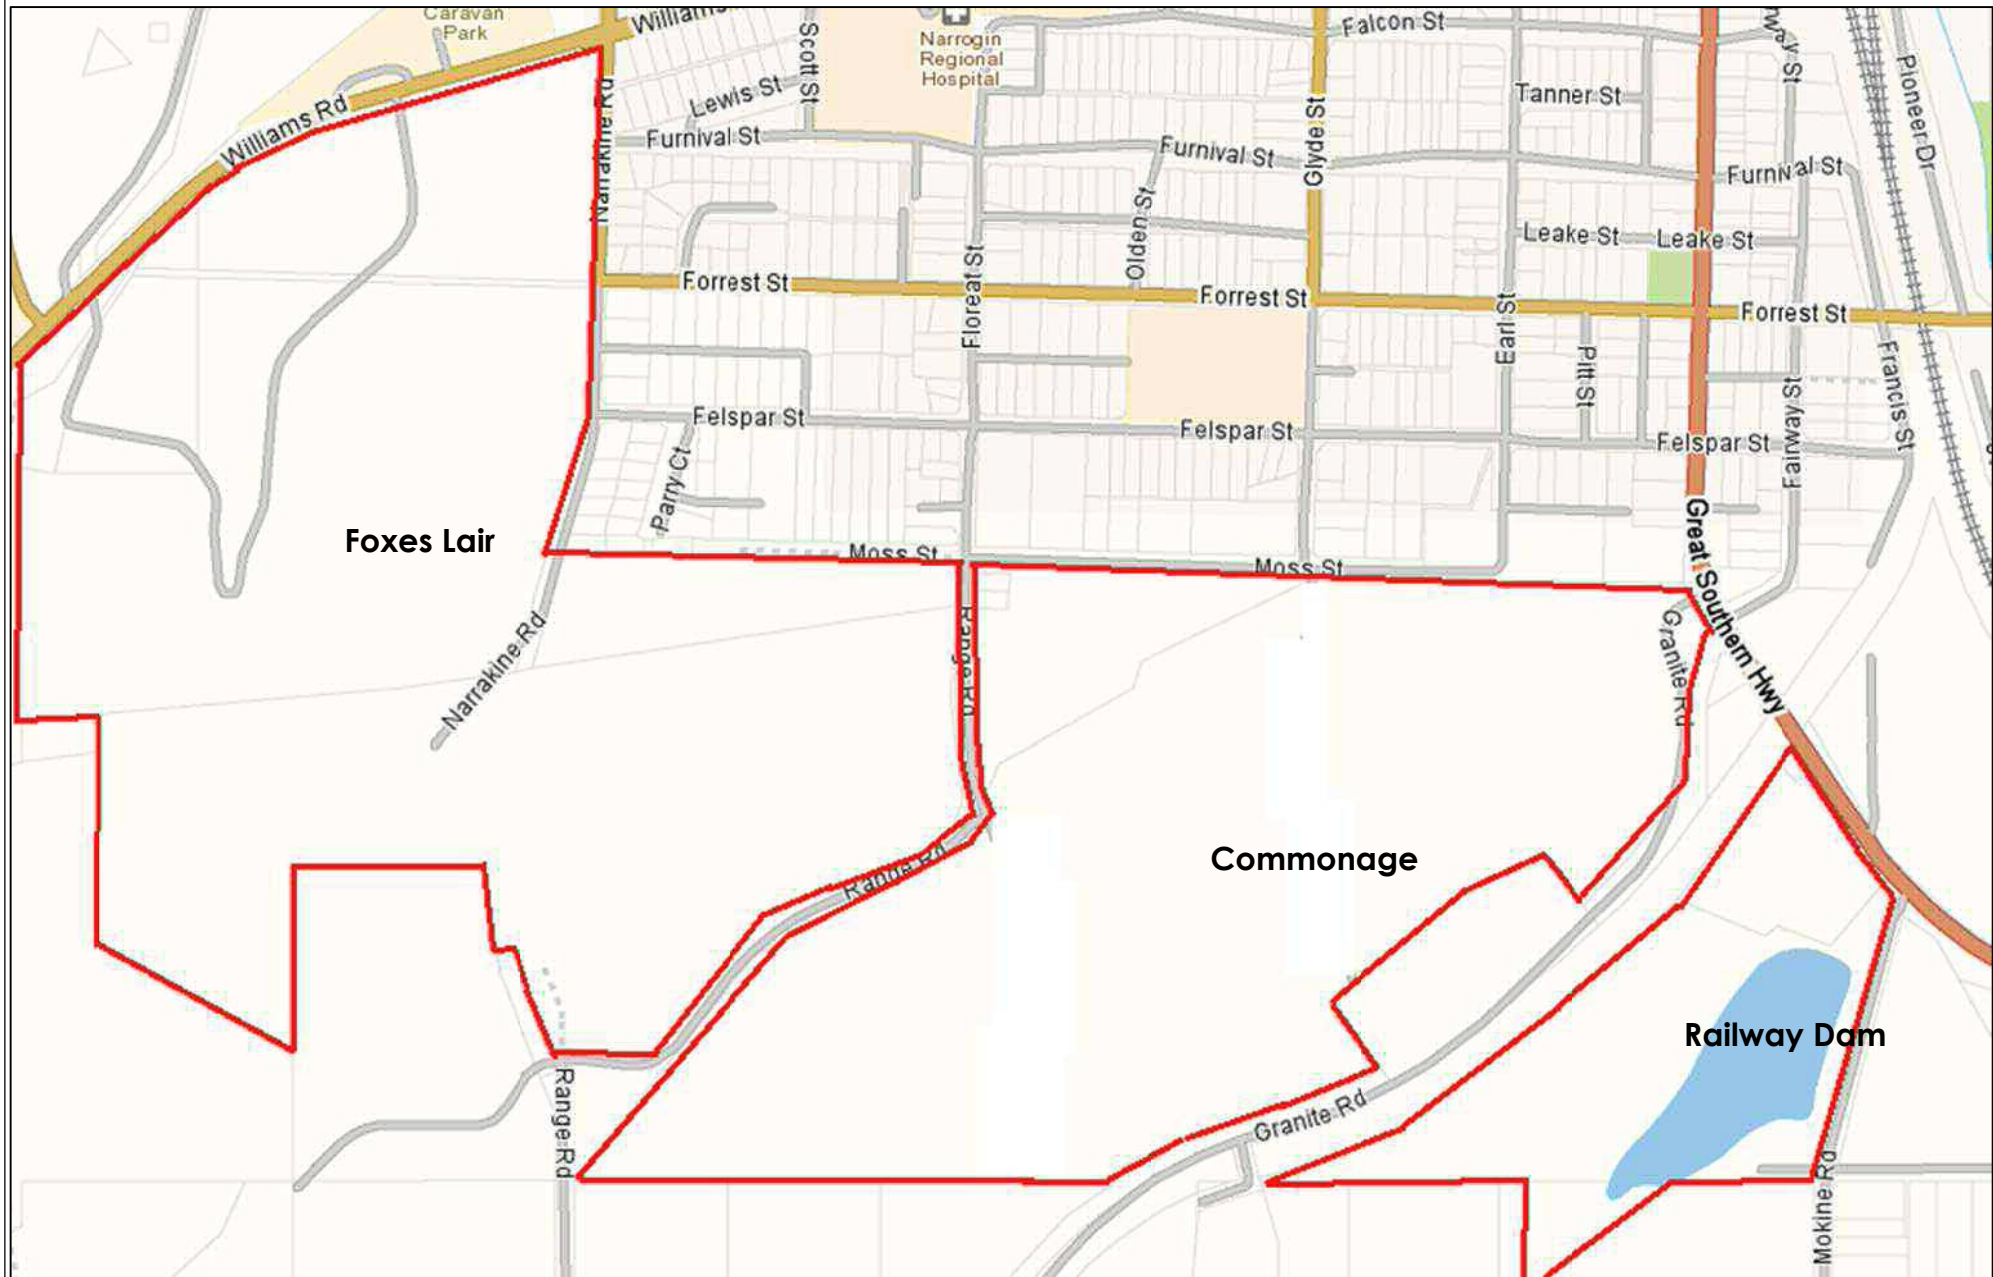 Caravan
Park
Williams
Scott St
Narrogin
Regional
Hospital
Falcon St
Pioneer Dr
Williams Rd
Narrakine Rd
Lewis St
Tanner St
Glyde St
Furnival St
Furnival St
Furnival St
Olden St
Leake St
Leake St
Floreat St
Forrest St
Forrest St
Forrest St
Earl St
Pitt St
Francis St
Fairway St
Felspar St
Felspar St
Felspar St
Parry Ct
Great Southern Hwy
Foxes Lair
Moss St
Moss St
Narrakine Rd
Range Rd
Granite Rd
Commonage
Range Rd
Railway Dam
Range Rd
Granite Rd
Mokine Rd